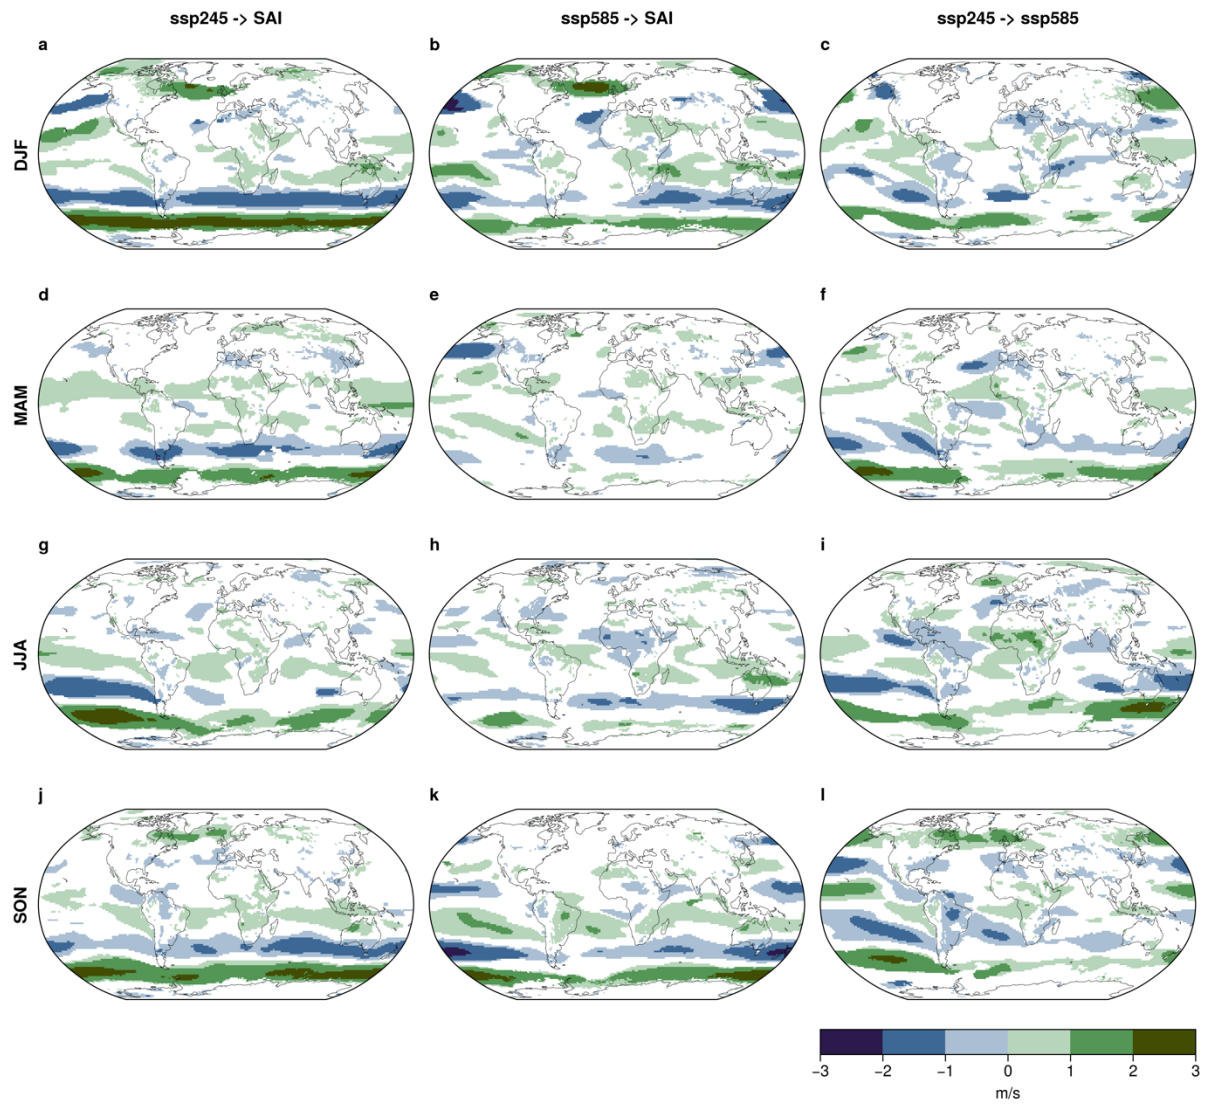 ssp245 -> SAI ssp585 -> SAI ssp245 -> ssp585
a b c
DJF
d e f
MAM
g h i
JJA
j k l
SON
−3 −2 −1 0 1 2 3
m/s